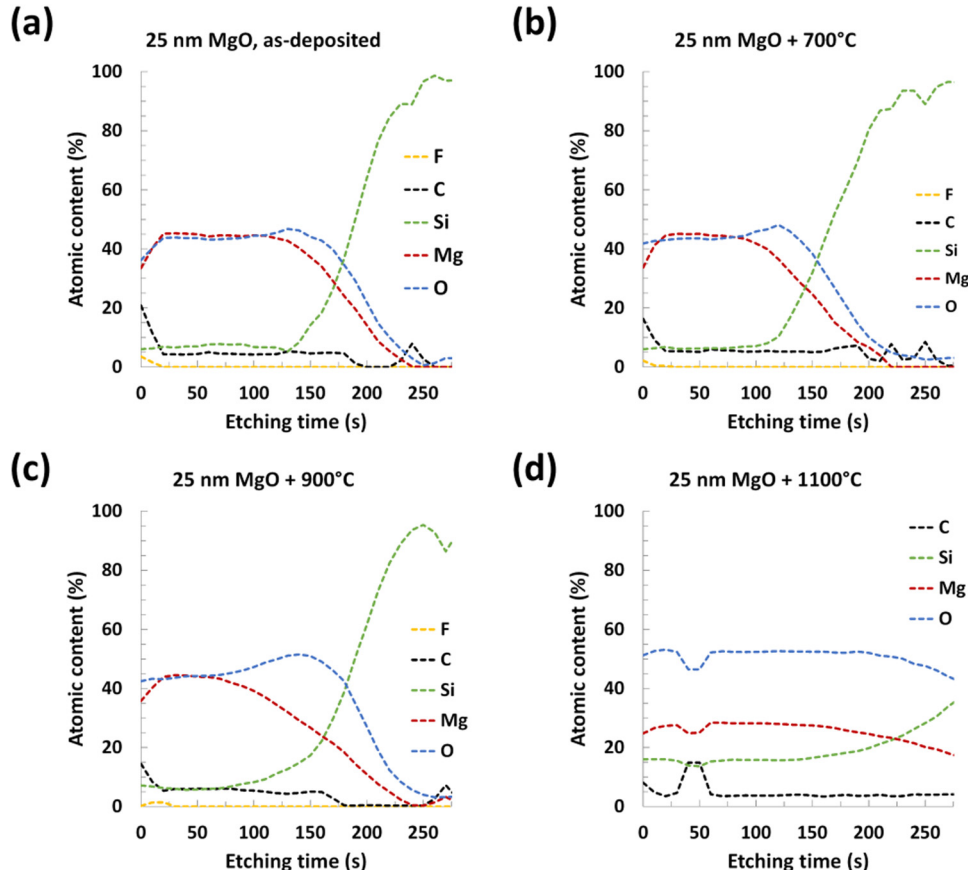 (a)
25 nm MgO, as-deposited
100
80
60
40
20
0
Atomic content (%)
F
C
Si
Mg
O
0 50 100 150 200 250
Etching time (s)
(b)
25 nm MgO + 700°C
100
80
60
40
20
0
Atomic content (%)
F
C
Si
Mg
O
0 50 100 150 200 250
Etching time (s)
(c)
25 nm MgO + 900°C
100
80
60
40
20
0
Atomic content (%)
F
C
Si
Mg
O
0 50 100 150 200 250
Etching time (s)
(d)
25 nm MgO + 1100°C
100
80
60
40
20
0
Atomic content (%)
C
Si
Mg
O
0 50 100 150 200 250
Etching time (s)